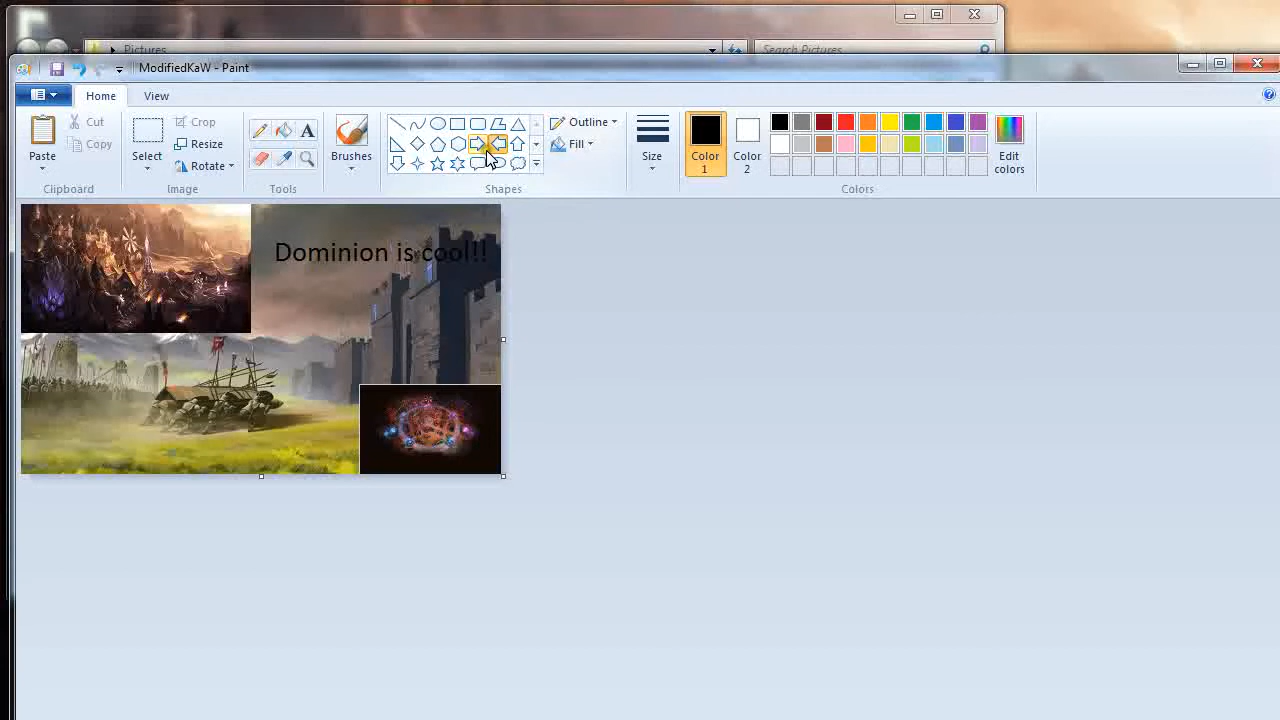 Pictures
Search Pictures
ModifiedKaW - Paint
Home
View
Paste
Cut
Copy
Clipboard
Select
Crop
Resize
Rotate
Image
A
Tools
Brushes
Outline
Fill
Shapes
Size
Color 1
Color 2
Edit colors
Colors
Dominion is cool!!